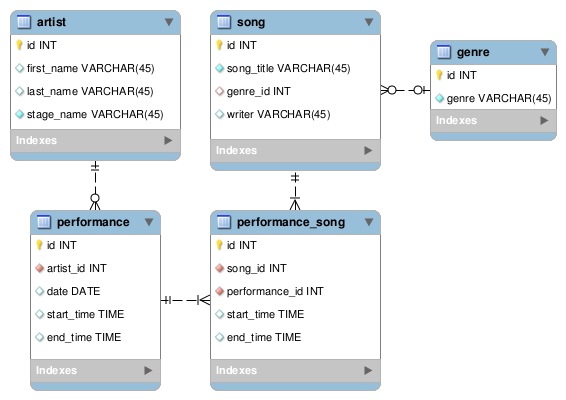 artist
id INT
first_name VARCHAR(45)
last_name VARCHAR(45)
stage_name VARCHAR(45)
Indexes
song
id INT
song_title VARCHAR(45)
genre_id INT
writer VARCHAR(45)
Indexes
genre
id INT
genre VARCHAR(45)
Indexes
performance
id INT
artist_id INT
date DATE
start_time TIME
end_time TIME
Indexes
performance_song
id INT
song_id INT
performance_id INT
start_time TIME
end_time TIME
Indexes